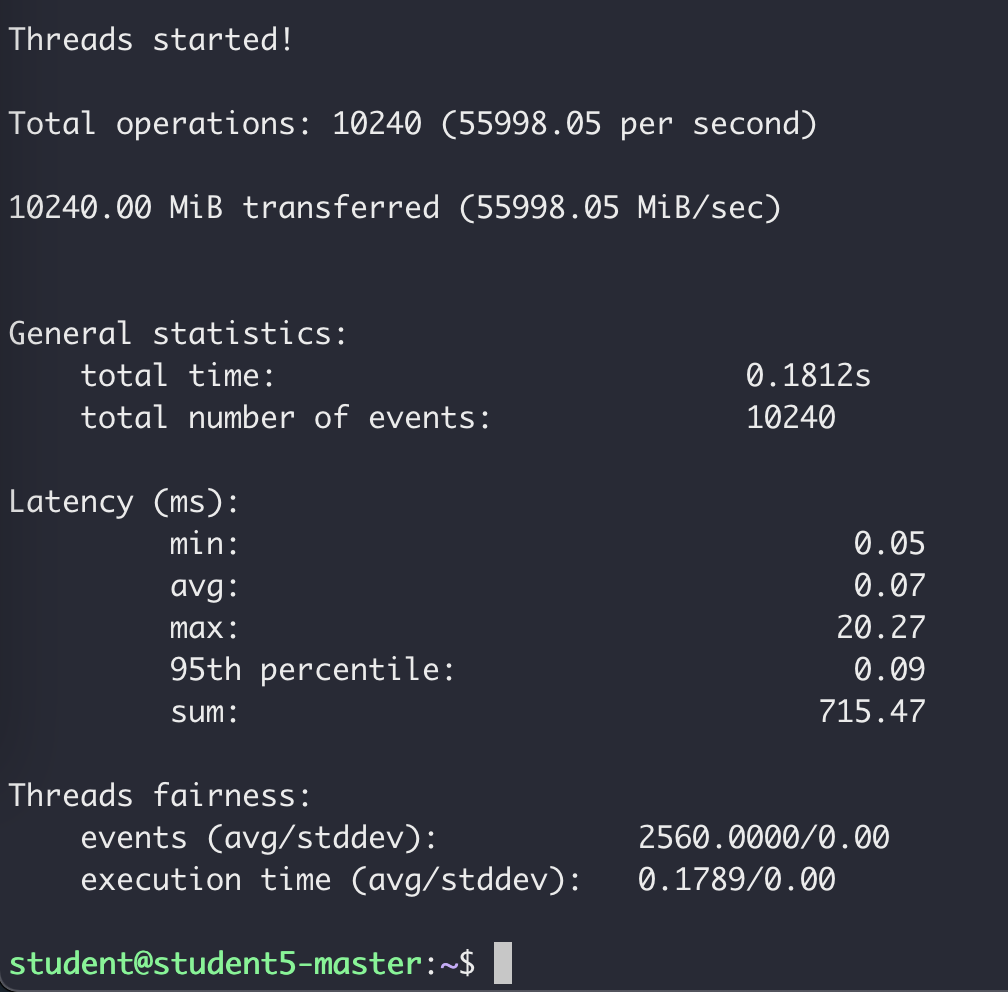 Threads started!
Total operations: 10240 (55998.05 per second)
10240.00 MiB transferred (55998.05 MiB/sec)
General statistics:
total time: 0.1812s
total number of events: 10240
Latency (ms):
min: 0.05
avg: 0.07
max: 20.27
95th percentile: 0.09
sum: 715.47
Threads fairness:
events (avg/stddev): 2560.0000/0.00
execution time (avg/stddev): 0.1789/0.00
student@student5-master:~$